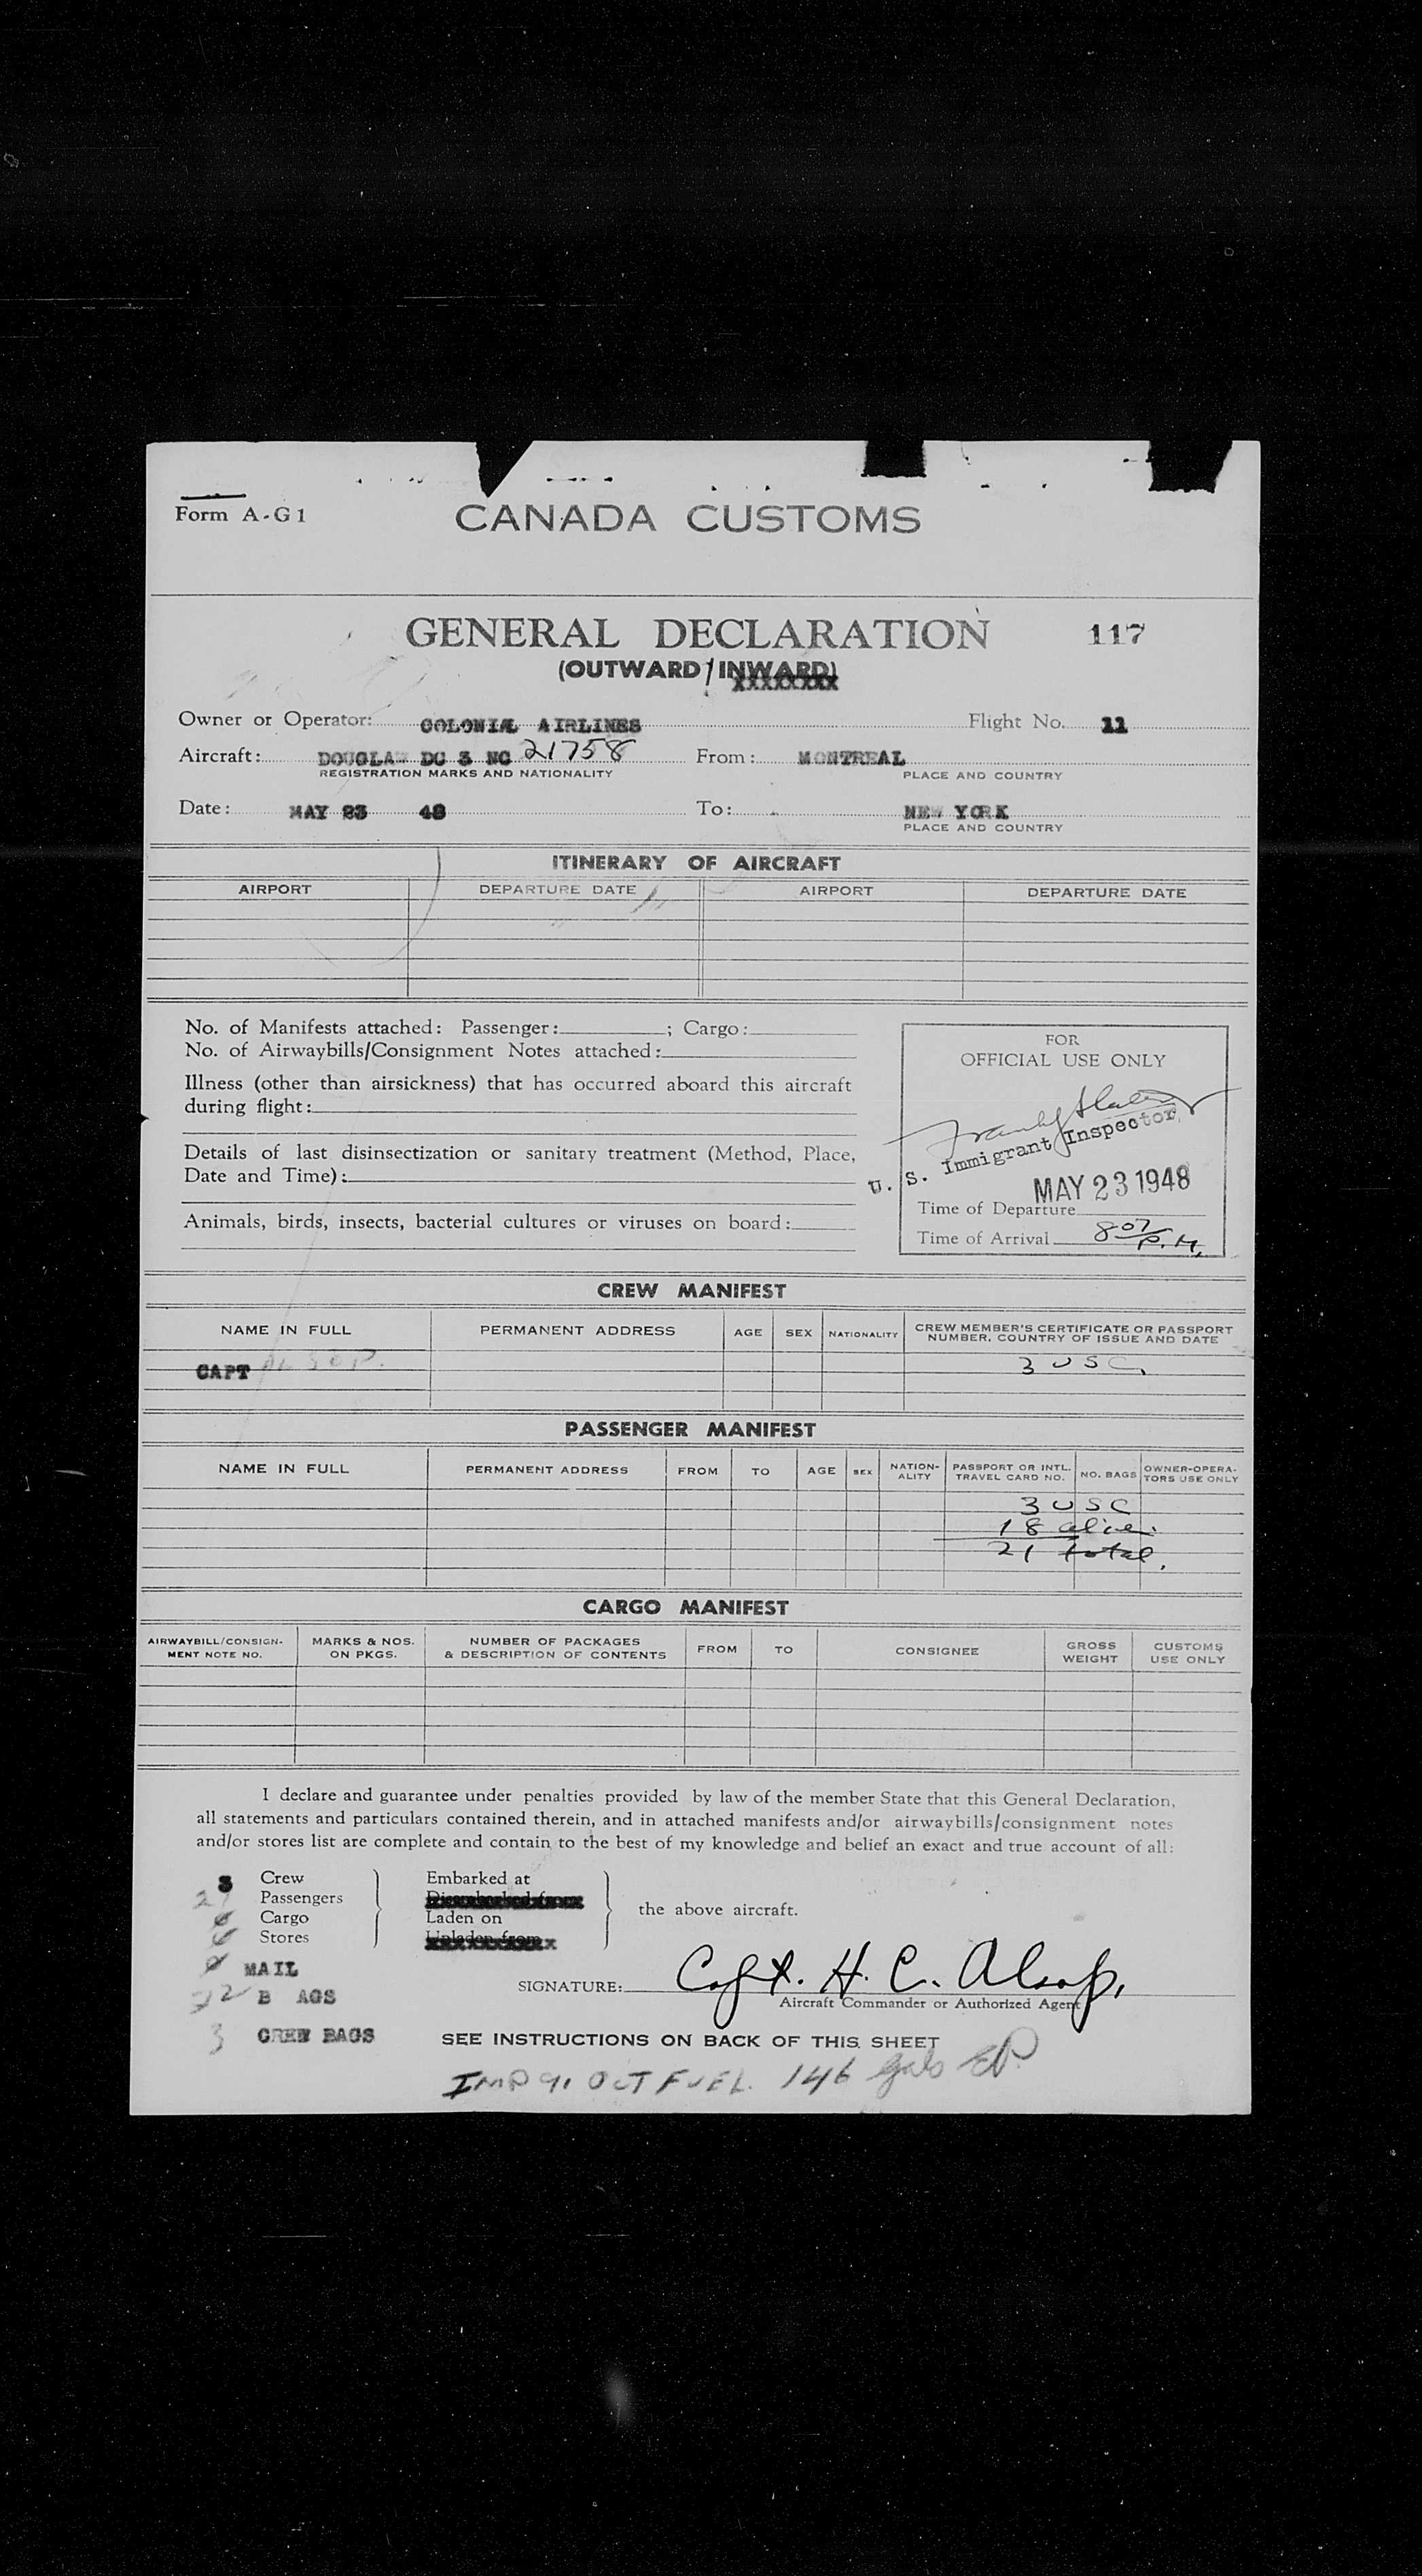 Form A-G1
CANADA CUSTOMS
GENERAL DECLARATION 117
(OUTWARD/INWARD)
XXXXXXXX
Owner or Operator: COLONIAL AIRLINES Flight No. 11
Aircraft: DOUGLAS DC 3 NC 21758 From: MONTREAL
REGISTRATION MARKS AND NATIONALITY PLACE AND COUNTRY
Date: MAY 23 48 To: NEW YORK
PLACE AND COUNTRY
ITINERARY OF AIRCRAFT
AIRPORT DEPARTURE DATE AIRPORT DEPARTURE DATE
No. of Manifests attached: Passenger: ; Cargo:
No. of Airwaybills/Consignment Notes attached:
Illness (other than airsickness) that has occurred aboard this aircraft
during flight:
Details of last disinsectization or sanitary treatment (Method, Place,
Date and Time):
Animals, birds, insects, bacterial cultures or viruses on board:
FOR
OFFICIAL USE ONLY
U. S. Immigrant Inspector
MAY 23 1948
Time of Departure
Time of Arrival 8 07 P.M.
CREW MANIFEST
NAME IN FULL PERMANENT ADDRESS AGE SEX NATIONALITY CREW MEMBER'S CERTIFICATE OR PASSPORT NUMBER, COUNTRY OF ISSUE AND DATE
CAPT ALSOP. 3 USC.
PASSENGER MANIFEST
NAME IN FULL PERMANENT ADDRESS FROM TO AGE SEX NATION-ALITY PASSPORT OR INTL. TRAVEL CARD NO. NO. BAGS OWNER-OPERA-TORS USE ONLY
3 USC
18 alien.
21 total.
CARGO MANIFEST
AIRWAYBILL/CONSIGN-MENT NOTE NO. MARKS & NOS. ON PKGS. NUMBER OF PACKAGES & DESCRIPTION OF CONTENTS FROM TO CONSIGNEE GROSS WEIGHT CUSTOMS USE ONLY
I declare and guarantee under penalties provided by law of the member State that this General Declaration,
all statements and particulars contained therein, and in attached manifests and/or airwaybills/consignment notes
and/or stores list are complete and contain to the best of my knowledge and belief an exact and true account of all:
3 Crew Embarked at
21 Passengers Disembarked from
Cargo Laden on the above aircraft.
Stores Unladen from
MAIL
B AGS
SIGNATURE: Capt. H. C. Alsop,
Aircraft Commander or Authorized Agent
3 CREW BAGS
SEE INSTRUCTIONS ON BACK OF THIS SHEET
IMP 91 OCT FUEL. 146 gals